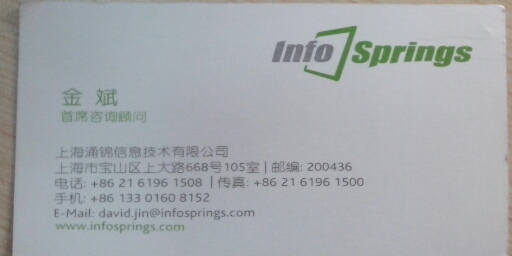 Info Springs
金 斌
首席咨询顾问
上海涌锦信息技术有限公司
上海市宝山区上大路668号105室 | 邮编: 200436
电话: +86 21 6196 1508 | 传真: +86 21 6196 1500
手机: +86 133 0160 8152
E-Mail: david.jin@infosprings.com
www.infosprings.com